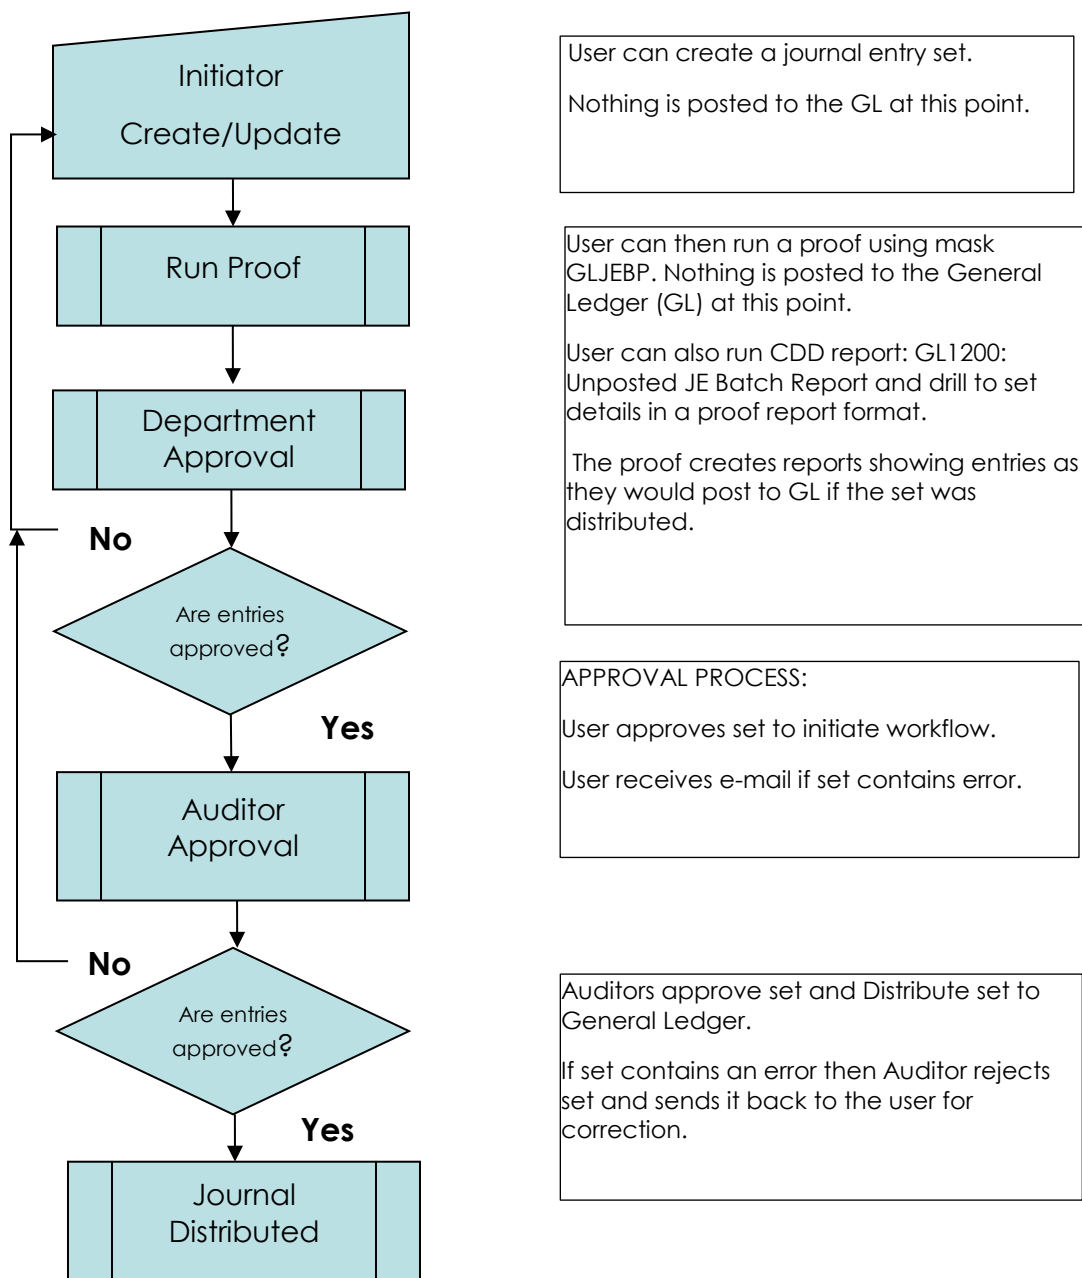 Initiator
Create/Update
User can create a journal entry set.
Nothing is posted to the GL at this point.
Run Proof
User can then run a proof using mask
GLJEBP. Nothing is posted to the General
Ledger (GL) at this point.
User can also run CDD report: GL1200:
Unposted JE Batch Report and drill to set
details in a proof report format.
The proof creates reports showing entries as
they would post to GL if the set was
distributed.
Department
Approval
No
Are entries
approved?
Yes
APPROVAL PROCESS:
User approves set to initiate workflow.
User receives e-mail if set contains error.
Auditor
Approval
No
Are entries
approved?
Yes
Auditors approve set and Distribute set to
General Ledger.
If set contains an error then Auditor rejects
set and sends it back to the user for
correction.
Journal
Distributed